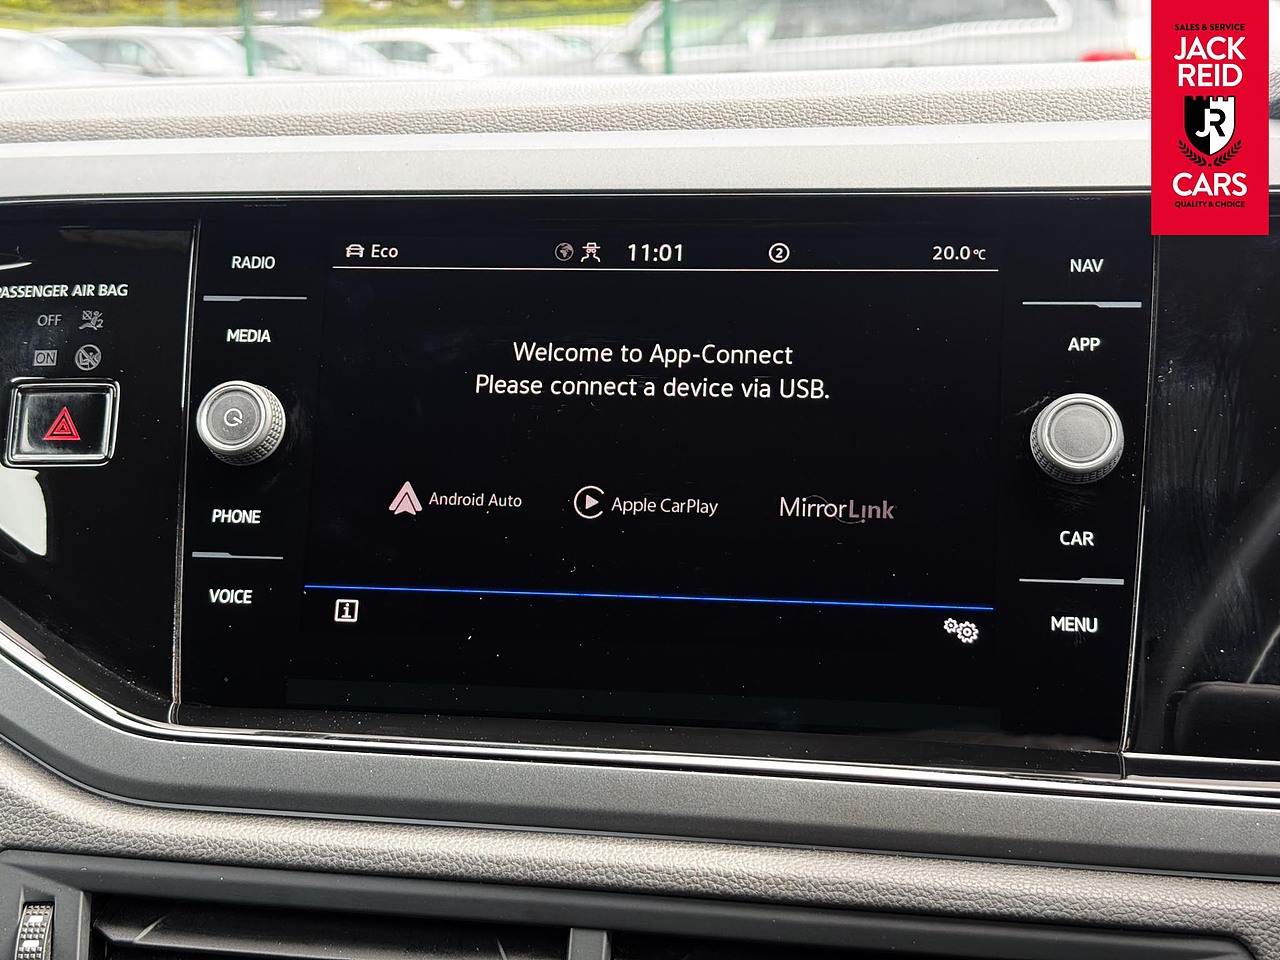 SALES & SERVICE
JACK
REID
JR
CARS
QUALITY & CHOICE
PASSENGER AIR BAG
OFF
2
ON
RADIO
MEDIA
PHONE
VOICE
Eco
11:01
2
20.0°C
Welcome to App-Connect
Please connect a device via USB.
Android Auto
Apple CarPlay
MirrorLink
i
NAV
APP
CAR
MENU